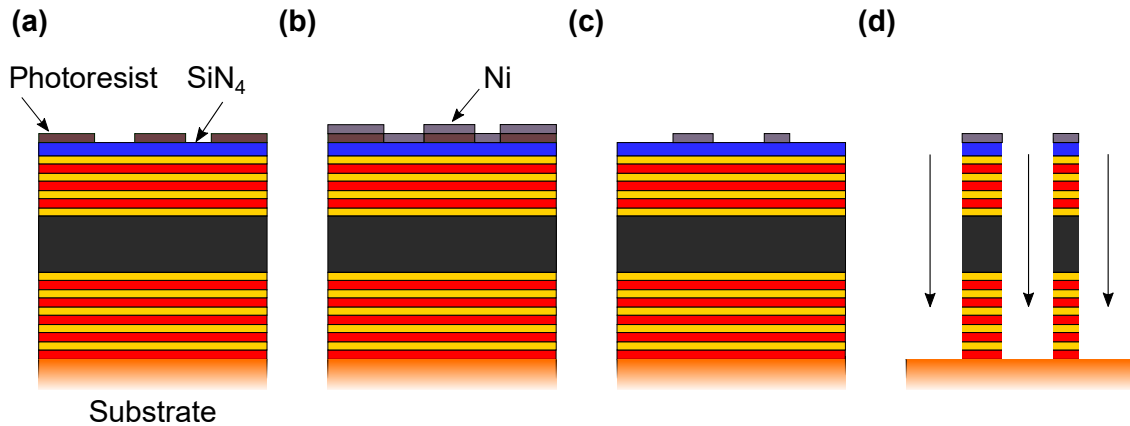 (a)
(b)
(c)
(d)
Photoresist
SiN₄
Ni
Substrate